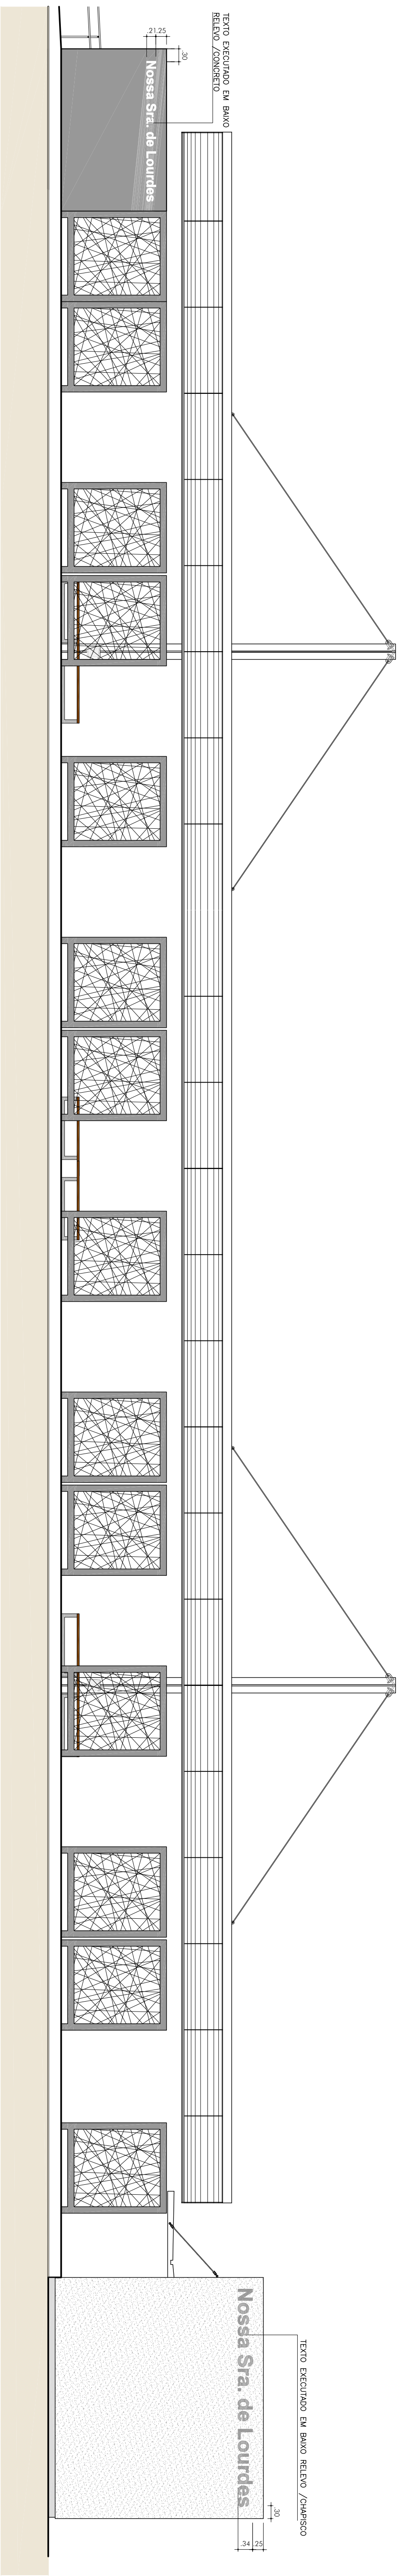 TEXTO EXECUTADO EM BAIXO
RELEVO /CONCRETO
.30
.21 .25
Nossa Sra. de Lourdes
TEXTO EXECUTADO EM BAIXO RELEVO /CHAPISCO
Nossa Sra. de Lourdes
.30
.34 .25